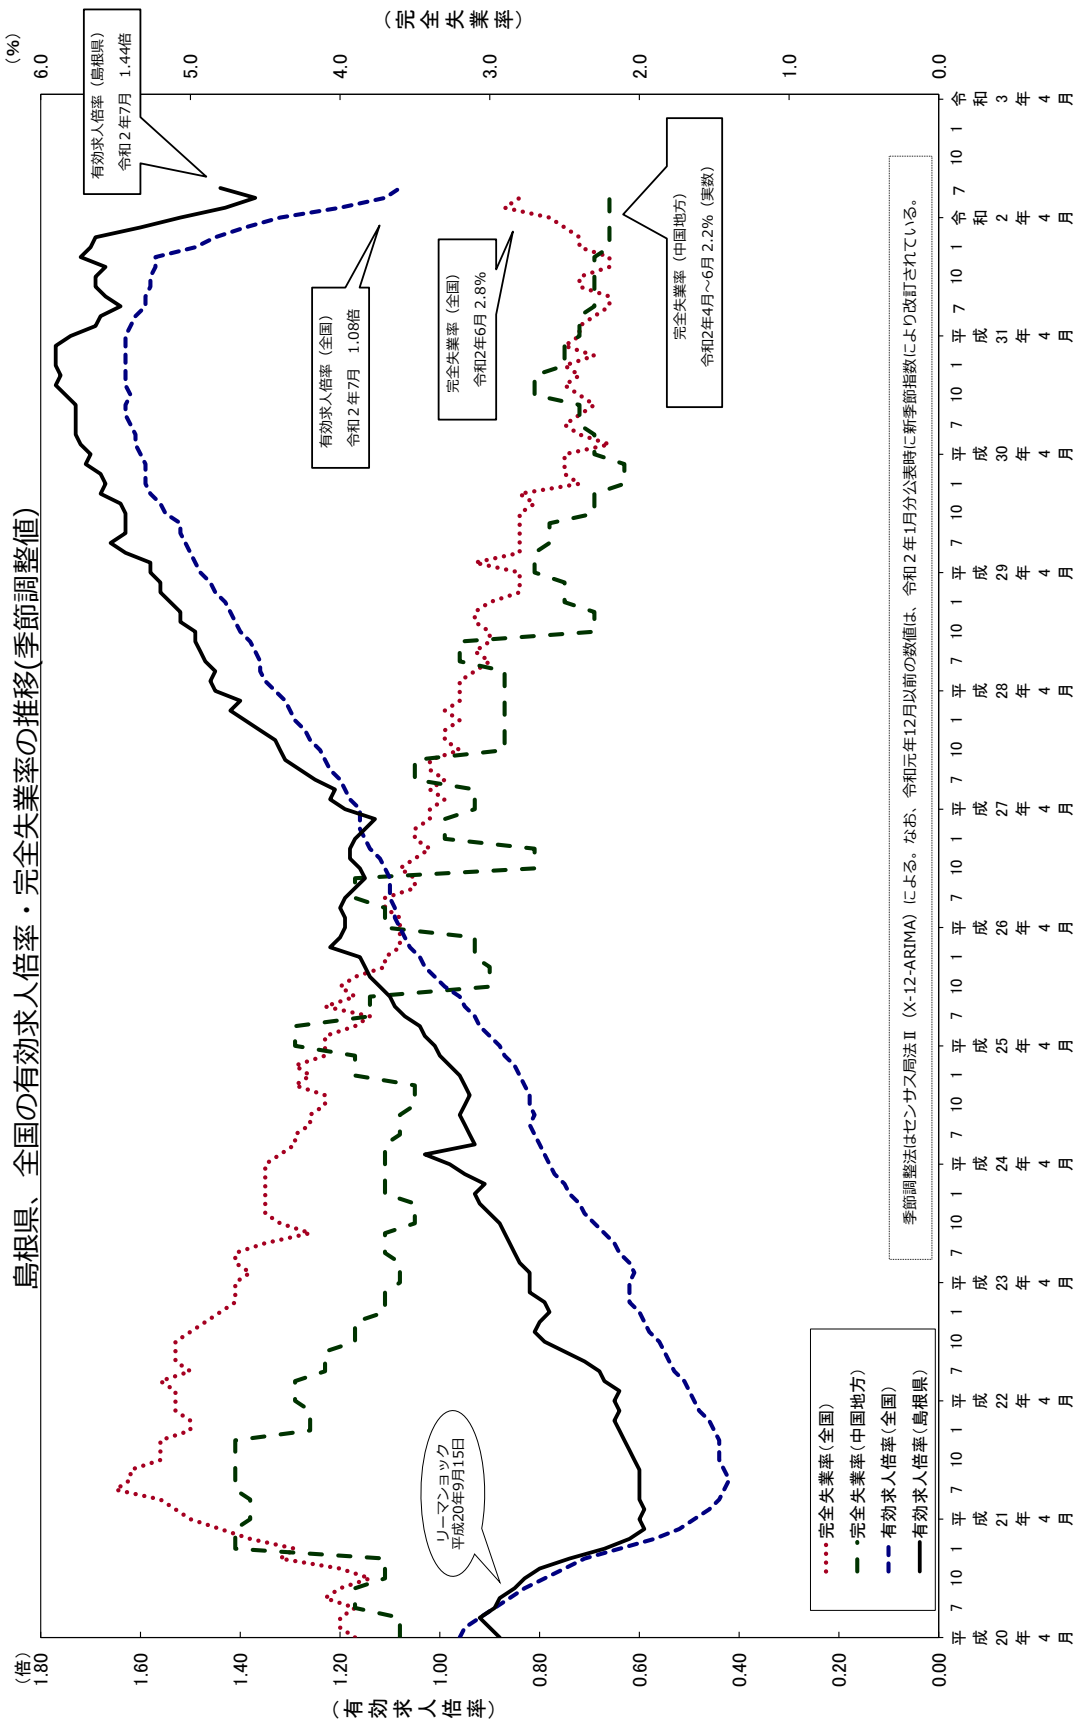 島根県、全国の有効求人倍率・完全失業率の推移(季節調整値)
(倍)
(%)
1.80
1.60
1.40
1.20
1.00
0.80
0.60
0.40
0.20
0.00
(有効求人倍率)
6.0
5.0
4.0
3.0
2.0
1.0
0.0
(完全失業率)
有効求人倍率（島根県）
令和２年７月　1.44倍
有効求人倍率（全国）
令和２年７月　1.08倍
完全失業率（全国）
令和2年6月 2.8%
完全失業率（中国地方）
令和2年4月～6月 2.2%（実数）
リーマンショック
平成20年9月15日
完全失業率(全国)
完全失業率(中国地方)
有効求人倍率(全国)
有効求人倍率(島根県)
季節調整法はセンサス局法Ⅱ（X-12-ARIMA）による。なお、令和元年12月以前の数値は、令和２年1月分公表時に新季節指数により改訂されている。
平成20年4月 7 10 1 平成21年4月 7 10 1 平成22年4月 7 10 1 平成23年4月 7 10 1 平成24年4月 7 10 1 平成25年4月 7 10 1 平成26年4月 7 10 1 平成27年4月 7 10 1 平成28年4月 7 10 1 平成29年4月 7 10 1 平成30年4月 7 10 1 平成31年4月 7 10 1 令和2年4月 7 10 1 令和3年4月